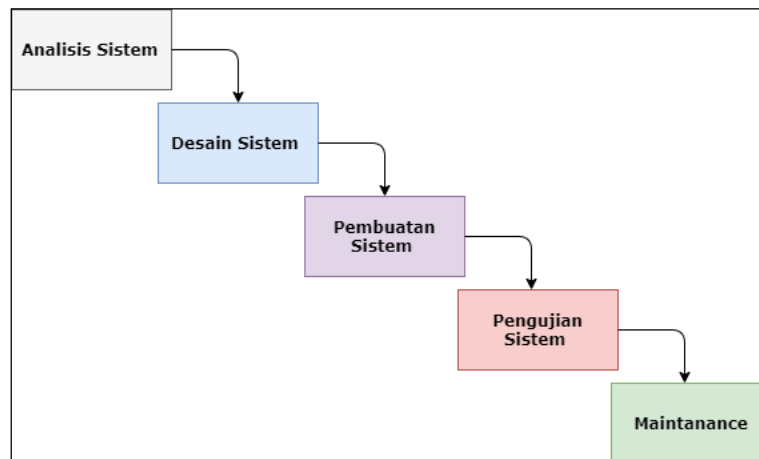 Analisis Sistem
Desain Sistem
Pembuatan
Sistem
Pengujian
Sistem
Maintanance